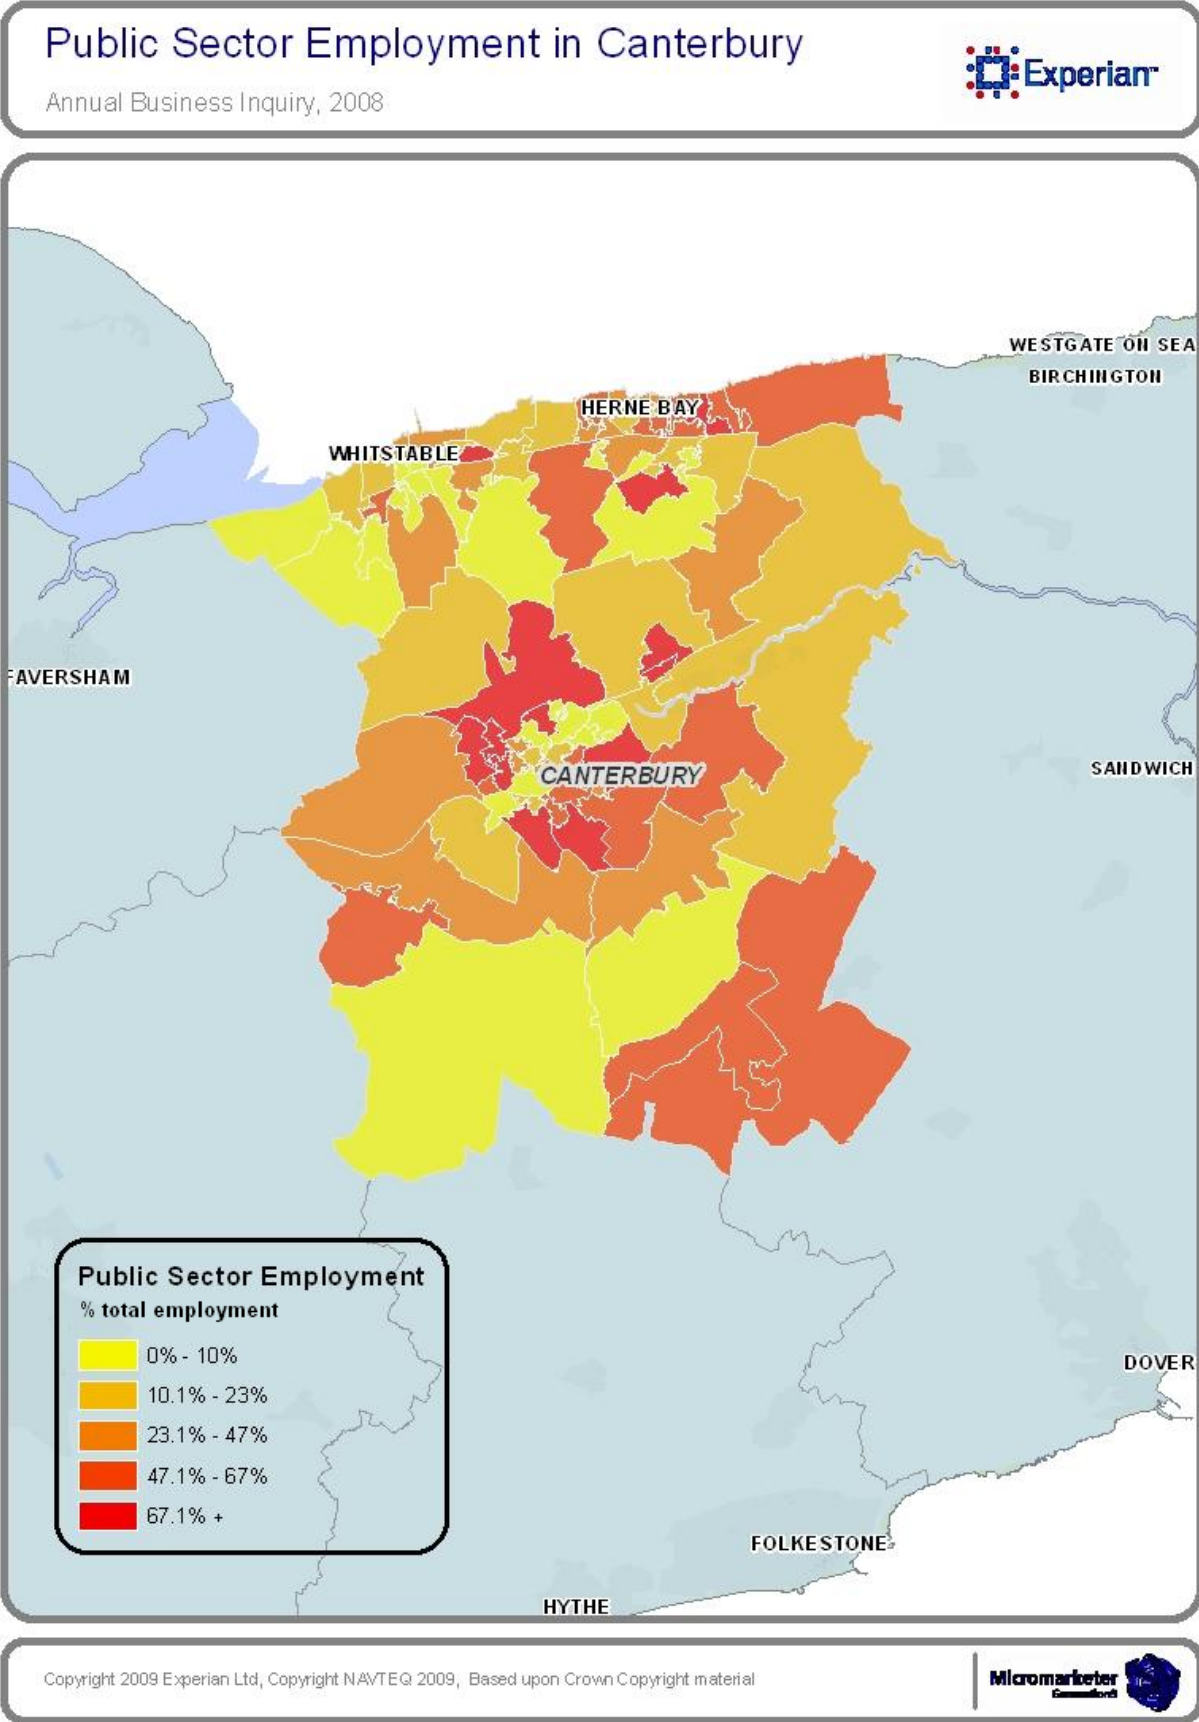 Public Sector Employment in Canterbury
Annual Business Inquiry, 2008
Experian™
WESTGATE ON SEA
BIRCHINGTON
HERNE BAY
WHITSTABLE
FAVERSHAM
SANDWICH
CANTERBURY
Public Sector Employment
% total employment
0% - 10%
10.1% - 23%
23.1% - 47%
47.1% - 67%
67.1% +
DOVER
FOLKESTONE
HYTHE
Copyright 2009 Experian Ltd, Copyright NAVTEQ 2009, Based upon Crown Copyright material
Micromarketer